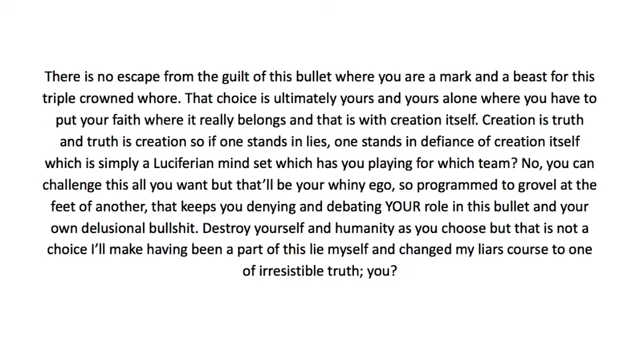 There is no escape from the guilt of this bullet where you are a mark and a beast for this
triple crowned whore. That choice is ultimately yours and yours alone where you have to
put your faith where it really belongs and that is with creation itself. Creation is truth
and truth is creation so if one stands in lies, one stands in defiance of creation itself
which is simply a Luciferian mind set which has you playing for which team? No, you can
challenge this all you want but that'll be your whiny ego, so programmed to grovel at the
feet of another, that keeps you denying and debating YOUR role in this bullet and your
own delusional bullshit. Destroy yourself and humanity as you choose but that is not a
choice I'll make having been a part of this lie myself and changed my liars course to one
of irresistible truth; you?